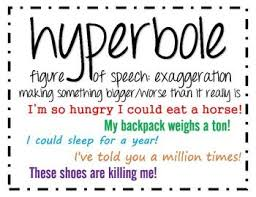 hyperbole
figure of speech: exaggeration
making something bigger/worse than it really is
I'm so hungry I could eat a horse!
My backpack weighs a ton!
I could sleep for a year!
I've told you a million times!
These shoes are killing me!